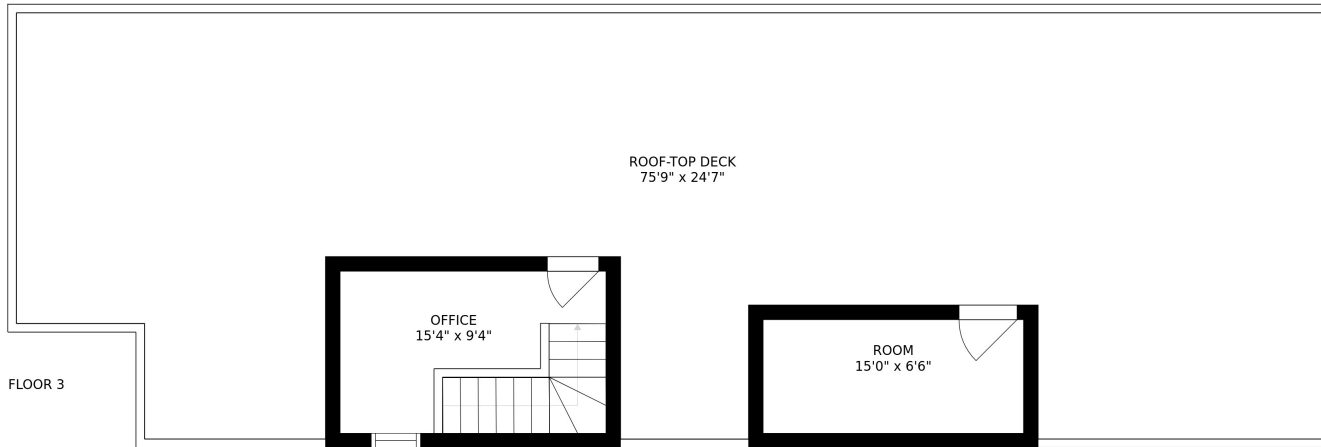 ROOF-TOP DECK
75'9" x 24'7"
OFFICE
15'4" x 9'4"
ROOM
15'0" x 6'6"
FLOOR 3